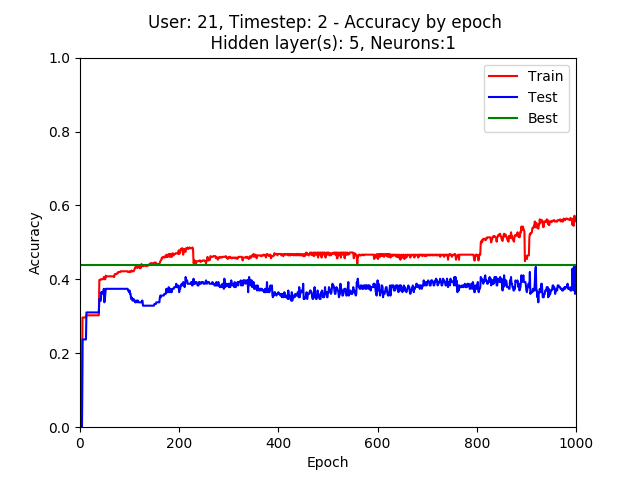 User: 21, Timestep: 2 - Accuracy by epoch
Hidden layer(s): 5, Neurons:1
Train
Test
Best
Accuracy
1.0
0.8
0.6
0.4
0.2
0.0
0 200 400 600 800 1000
Epoch